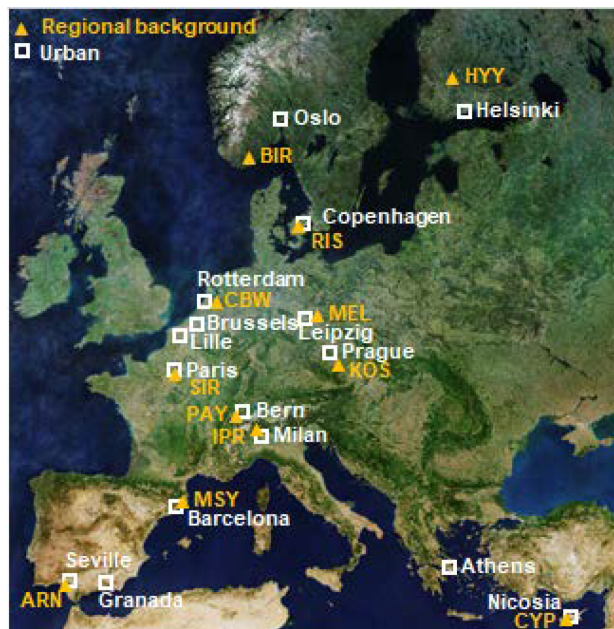 Regional background
Urban
HYY
Helsinki
Oslo
BIR
Copenhagen
RIS
Rotterdam
CBW
MEL
Brussels
Leipzig
Lille
Prague
Paris
KOS
SIR
Bern
PAY
IPR
Milan
MSY
Barcelona
Seville
Athens
ARN
Granada
Nicosia
CYP